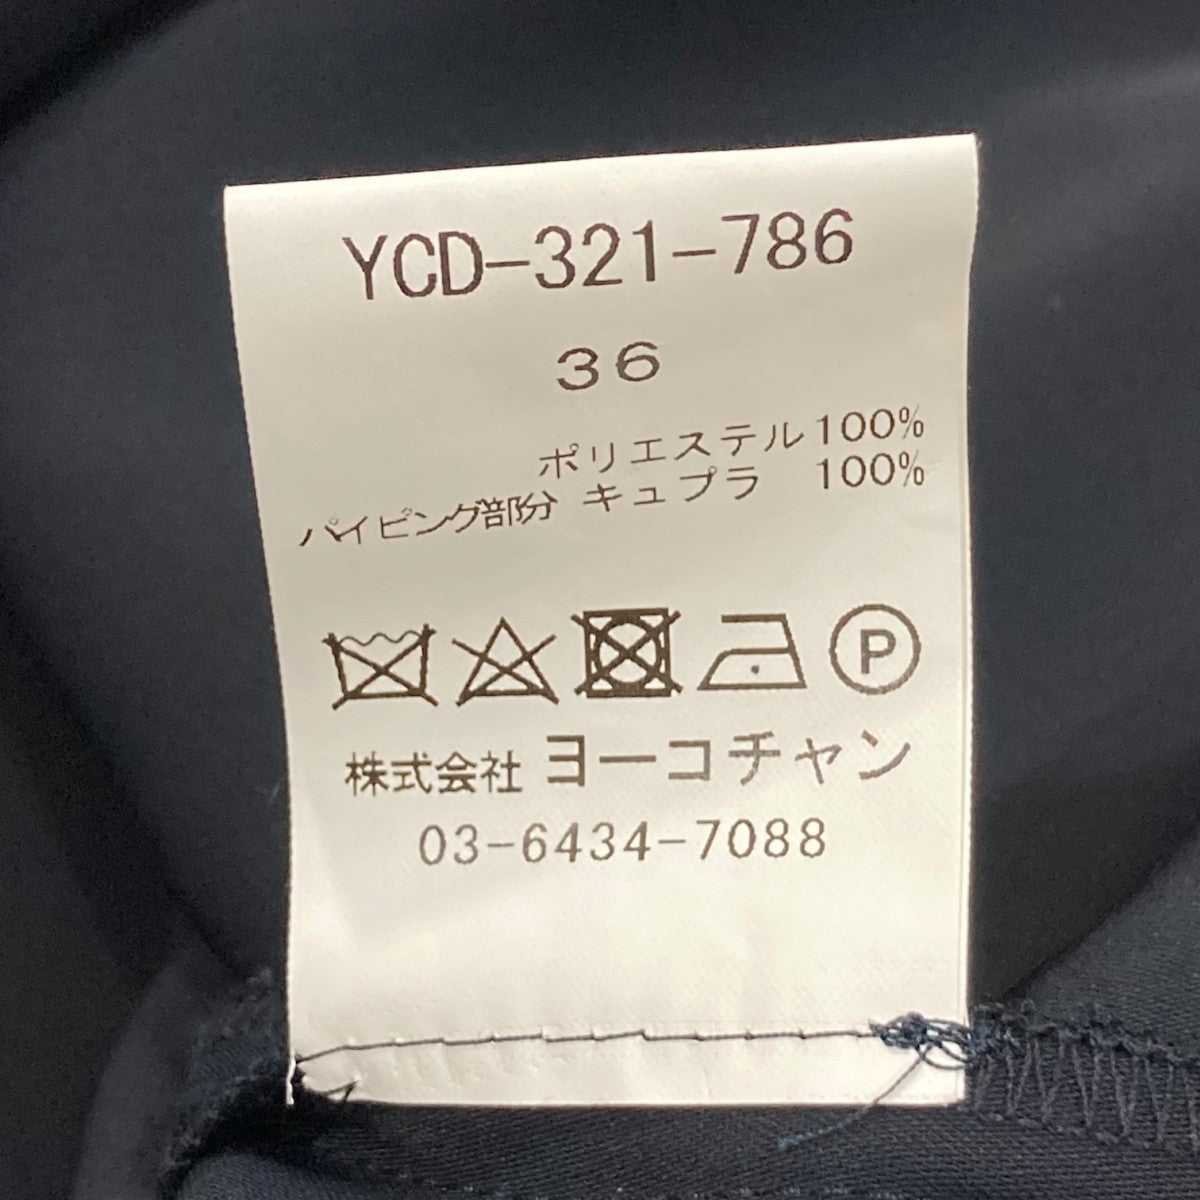 YCD-321-786
36
ポリエステル100%
パイピング部分 キュプラ 100%
P
株式会社 ヨーコチャン
03-6434-7088